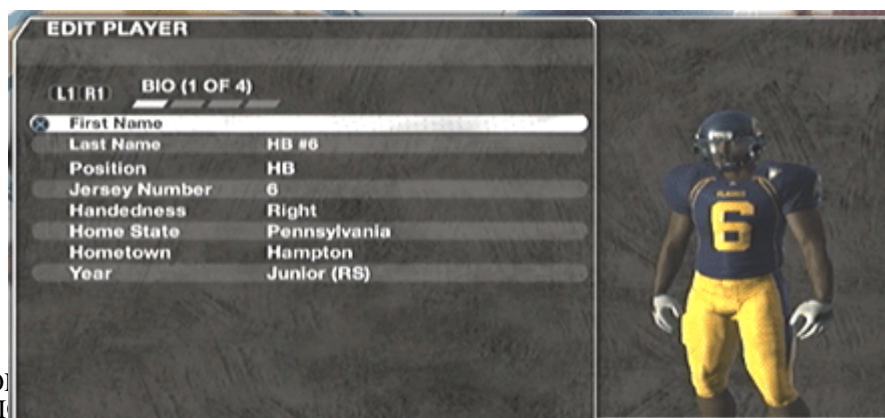 EDIT PLAYER
L1 R1 BIO (1 OF 4)
First Name
Last Name HB #6
Position HB
Jersey Number 6
Handedness Right
Home State Pennsylvania
Hometown Hampton
Year Junior (RS)
6